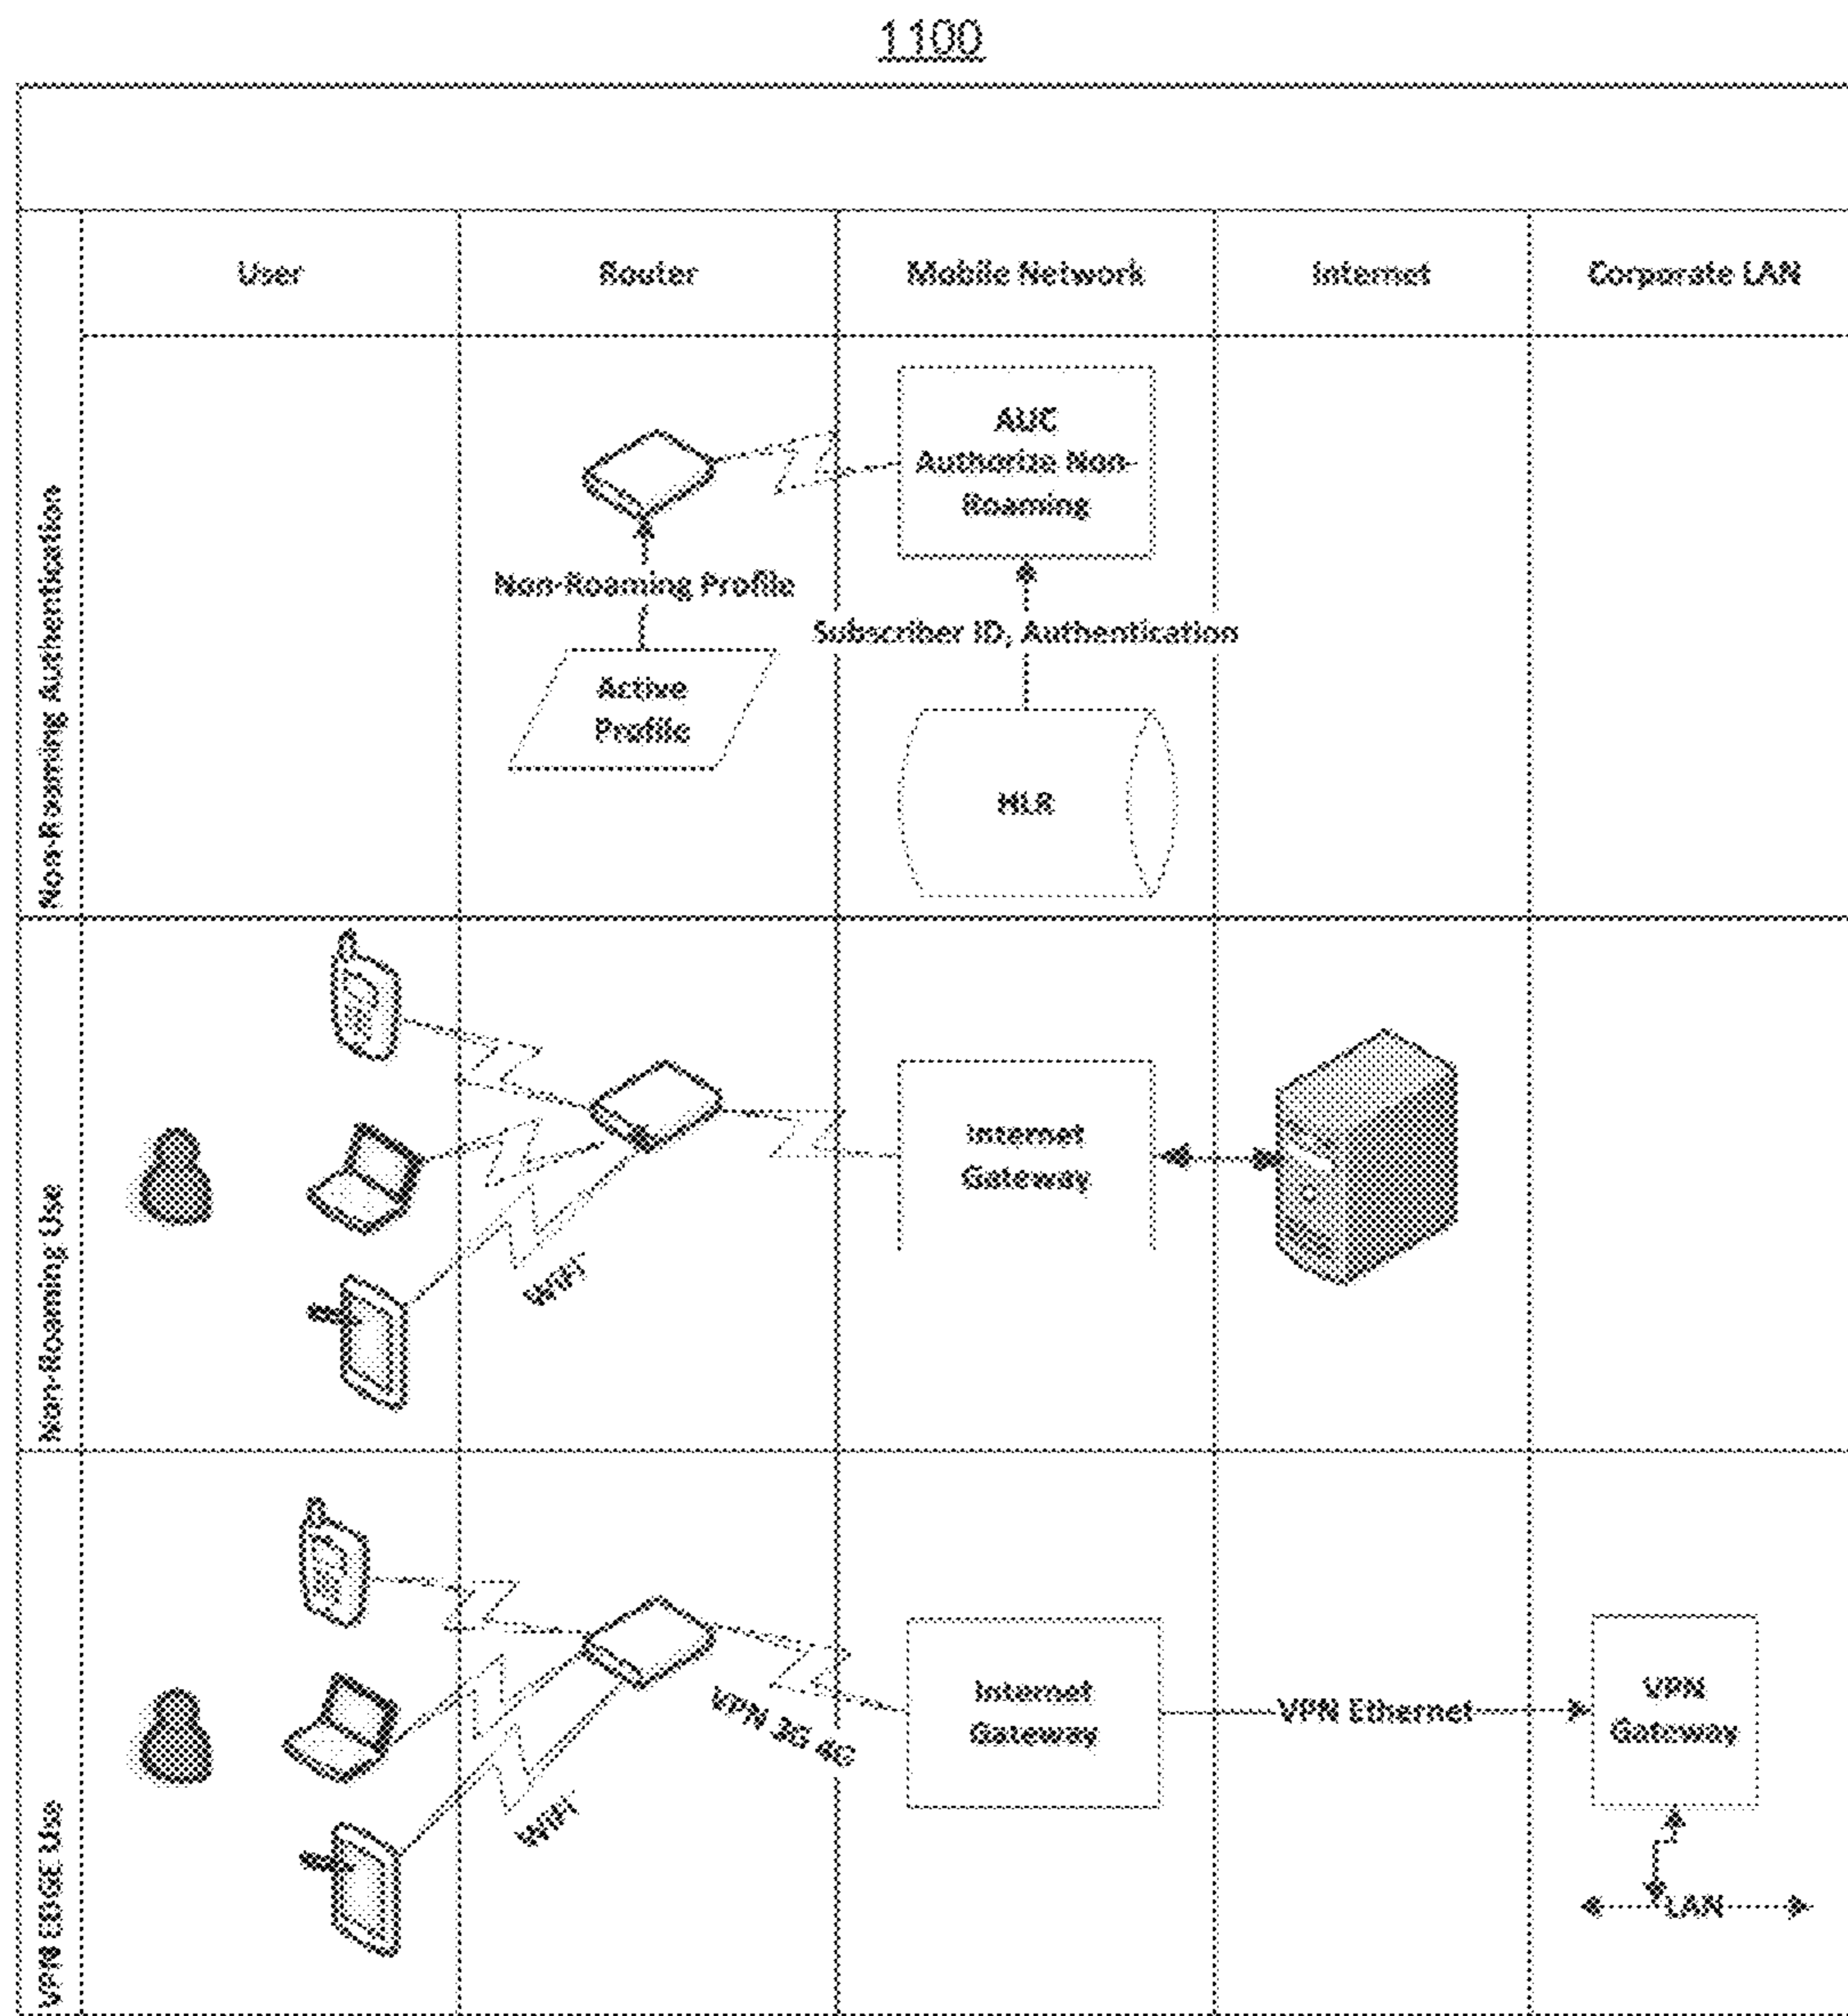 1100
User
Router
Mobile Network
Internet
Corporate LAN
Non-Roaming Authentication
AUC
Authorize Non-
Roaming
Non-Roaming Profile
Subscriber ID, Authentication
Active
Profile
HLR
Non-Roaming Use
Internet
Gateway
WiFi
VPN EDGE Use
VPN 3G 4G
Internet
Gateway
VPN Ethernet
VPN
Gateway
WiFi
LAN